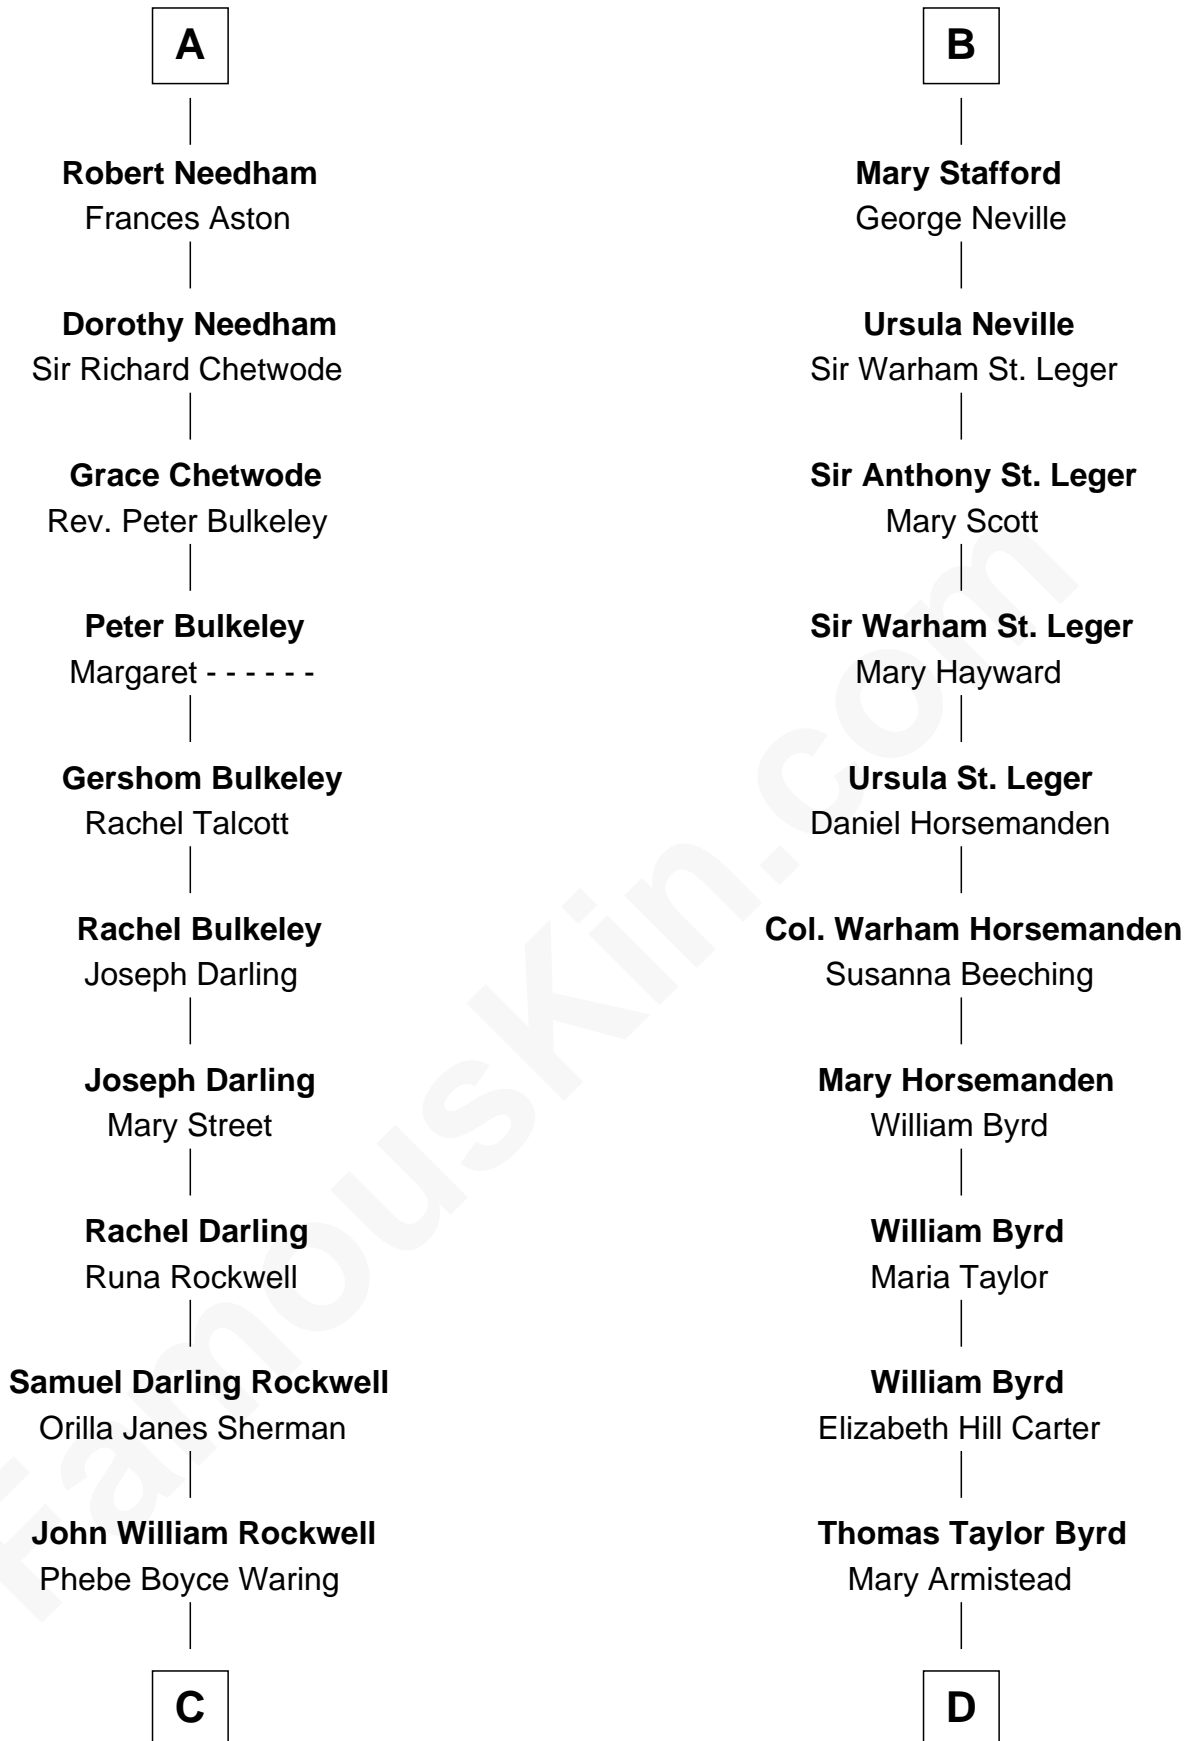 A
Robert Needham
Frances Aston
Dorothy Needham
Sir Richard Chetwode
Grace Chetwode
Rev. Peter Bulkeley
Peter Bulkeley
Margaret - - - - - -
Gershom Bulkeley
Rachel Talcott
Rachel Bulkeley
Joseph Darling
Joseph Darling
Mary Street
Rachel Darling
Runa Rockwell
Samuel Darling Rockwell
Orilla Janes Sherman
John William Rockwell
Phebe Boyce Waring
C
B
Mary Stafford
George Neville
Ursula Neville
Sir Warham St. Leger
Sir Anthony St. Leger
Mary Scott
Sir Warham St. Leger
Mary Hayward
Ursula St. Leger
Daniel Horsemanden
Col. Warham Horsemanden
Susanna Beeching
Mary Horsemanden
William Byrd
William Byrd
Maria Taylor
William Byrd
Elizabeth Hill Carter
Thomas Taylor Byrd
Mary Armistead
D
FamousKin.com